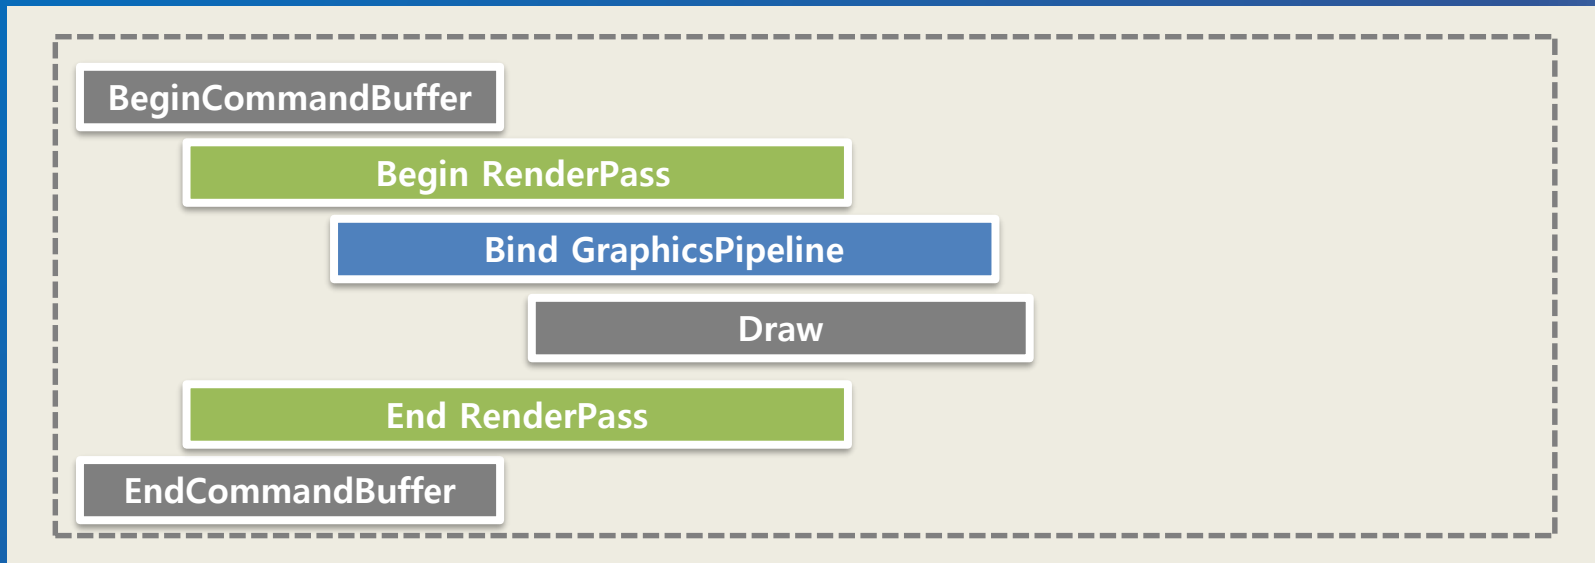 BeginCommandBuffer
Begin RenderPass
Bind GraphicsPipeline
Draw
End RenderPass
EndCommandBuffer